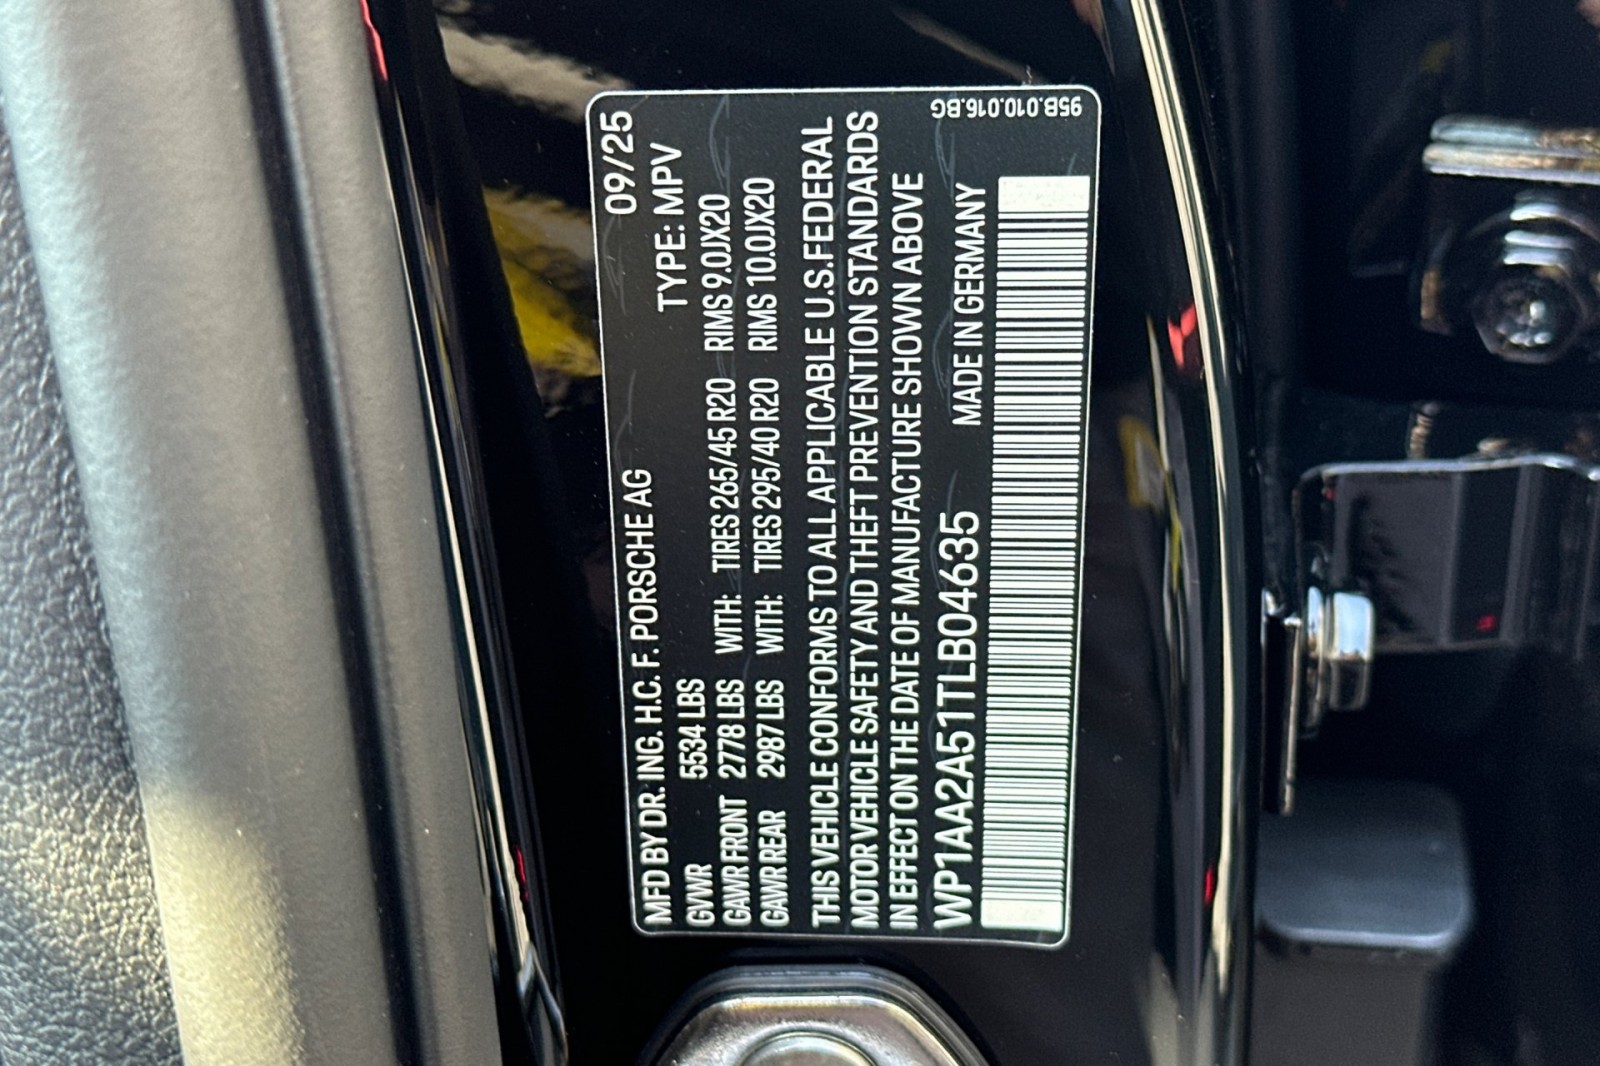 09/25
MFD BY DR. ING. H.C. F. PORSCHE AG
TYPE: MPV
GVWR 5534 LBS
GAWR FRONT 2778 LBS WITH: TIRES 265/45 R20 RIMS 9.0JX20
GAWR REAR 2987 LBS WITH: TIRES 295/40 R20 RIMS 10.0JX20
THIS VEHICLE CONFORMS TO ALL APPLICABLE U.S.FEDERAL
MOTOR VEHICLE SAFETY AND THEFT PREVENTION STANDARDS
IN EFFECT ON THE DATE OF MANUFACTURE SHOWN ABOVE
WP1AA2A51TLB04635 MADE IN GERMANY
95B.010.016.BG